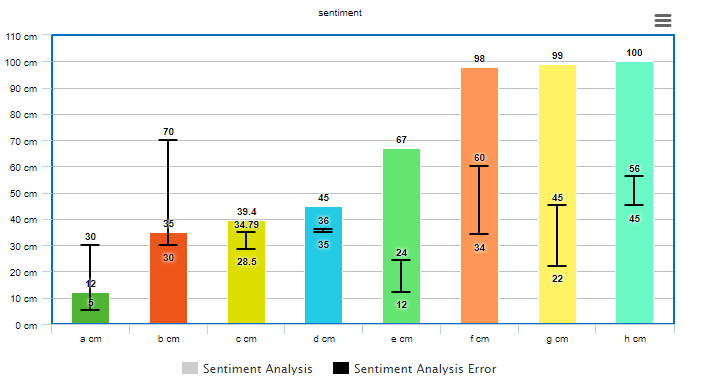 sentiment
110 cm
100 cm
90 cm
80 cm
70 cm
60 cm
50 cm
40 cm
30 cm
20 cm
10 cm
0 cm
30
12
5
70
35
30
39.4
34.79
28.5
45
36
35
67
24
12
98
60
34
99
45
22
100
56
45
a cm b cm c cm d cm e cm f cm g cm h cm
Sentiment Analysis Sentiment Analysis Error